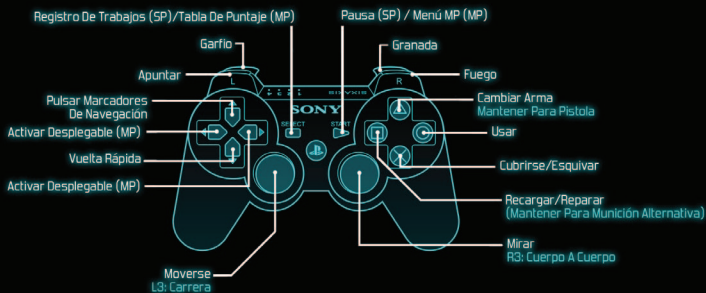 Registro De Trabajos (SP)/Tabla De Puntaje (MP)
Pausa (SP) / Menú MP (MP)
Garfio
Granada
Apuntar
L
R
Fuego
Pulsar Marcadores
De Navegación
SONY
SELECT
START
Cambiar Arma
Mantener Para Pistola
Activar Desplegable (MP)
Usar
Vuelta Rápida
Cubrirse/Esquivar
Activar Desplegable (MP)
Recargar/Reparar
(Mantener Para Munición Alternativa)
Mirar
R3: Cuerpo A Cuerpo
Moverse
L3: Carrera